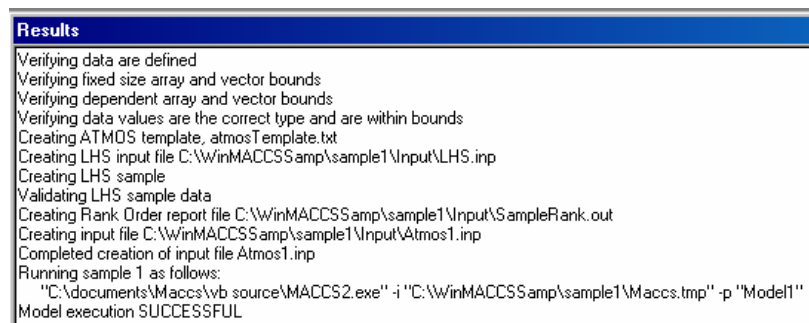 Results
Verifying data are defined
Verifying fixed size array and vector bounds
Verifying dependent array and vector bounds
Verifying data values are the correct type and are within bounds
Creating ATMOS template, atmosTemplate.txt
Creating LHS input file C:\WinMACCSSamp\sample1\Input\LHS.inp
Creating LHS sample
Validating LHS sample data
Creating Rank Order report file C:\WinMACCSSamp\sample1\Input\SampleRank.out
Creating input file C:\WinMACCSSamp\sample1\Input\Atmos1.inp
Completed creation of input file Atmos1.inp
Running sample 1 as follows:
"C:\documents\Maccs\vb source\MACCS2.exe" -i "C:\WinMACCSSamp\sample1\Maccs.tmp" -p "Model1"
Model execution SUCCESSFUL